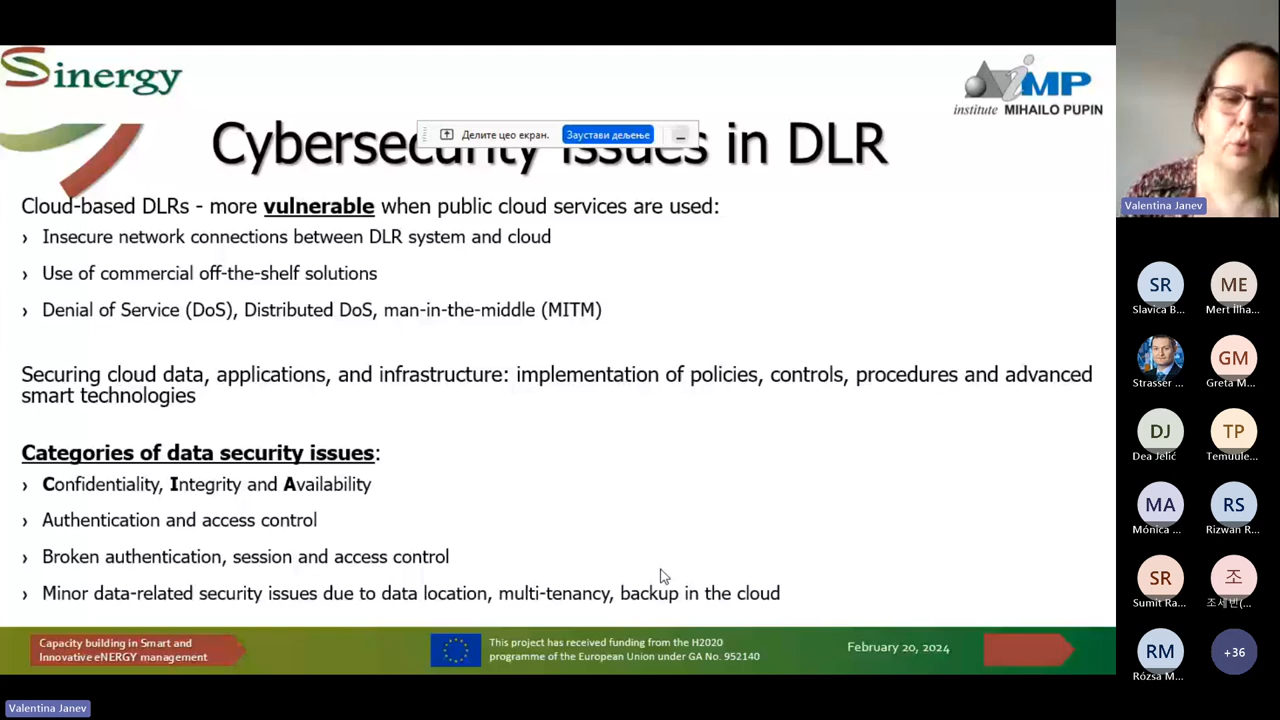 Sinergy
iMP
institute MIHAILO PUPIN
Cybersecurity issues in DLR
Делите цео екран.
Заустави дељење
Cloud-based DLRs - more vulnerable when public cloud services are used:
› Insecure network connections between DLR system and cloud
› Use of commercial off-the-shelf solutions
› Denial of Service (DoS), Distributed DoS, man-in-the-middle (MITM)
Securing cloud data, applications, and infrastructure: implementation of policies, controls, procedures and advanced
smart technologies
Categories of data security issues:
› Confidentiality, Integrity and Availability
› Authentication and access control
› Broken authentication, session and access control
› Minor data-related security issues due to data location, multi-tenancy, backup in the cloud
Capacity building in Smart and
Innovative eNERGY management
This project has received funding from the H2020
programme of the European Union under GA No. 952140
February 20, 2024
Valentina Janev
Valentina Janev
SR
Slavica B...
ME
Mert İlha...
Strasser ...
GM
Greta M...
DJ
Dea Jelić
TP
Temuule...
MA
Mónica ...
RS
Rizwan R...
SR
Sumit Ra...
조
조세빈(...
RM
Rózsa M...
+36